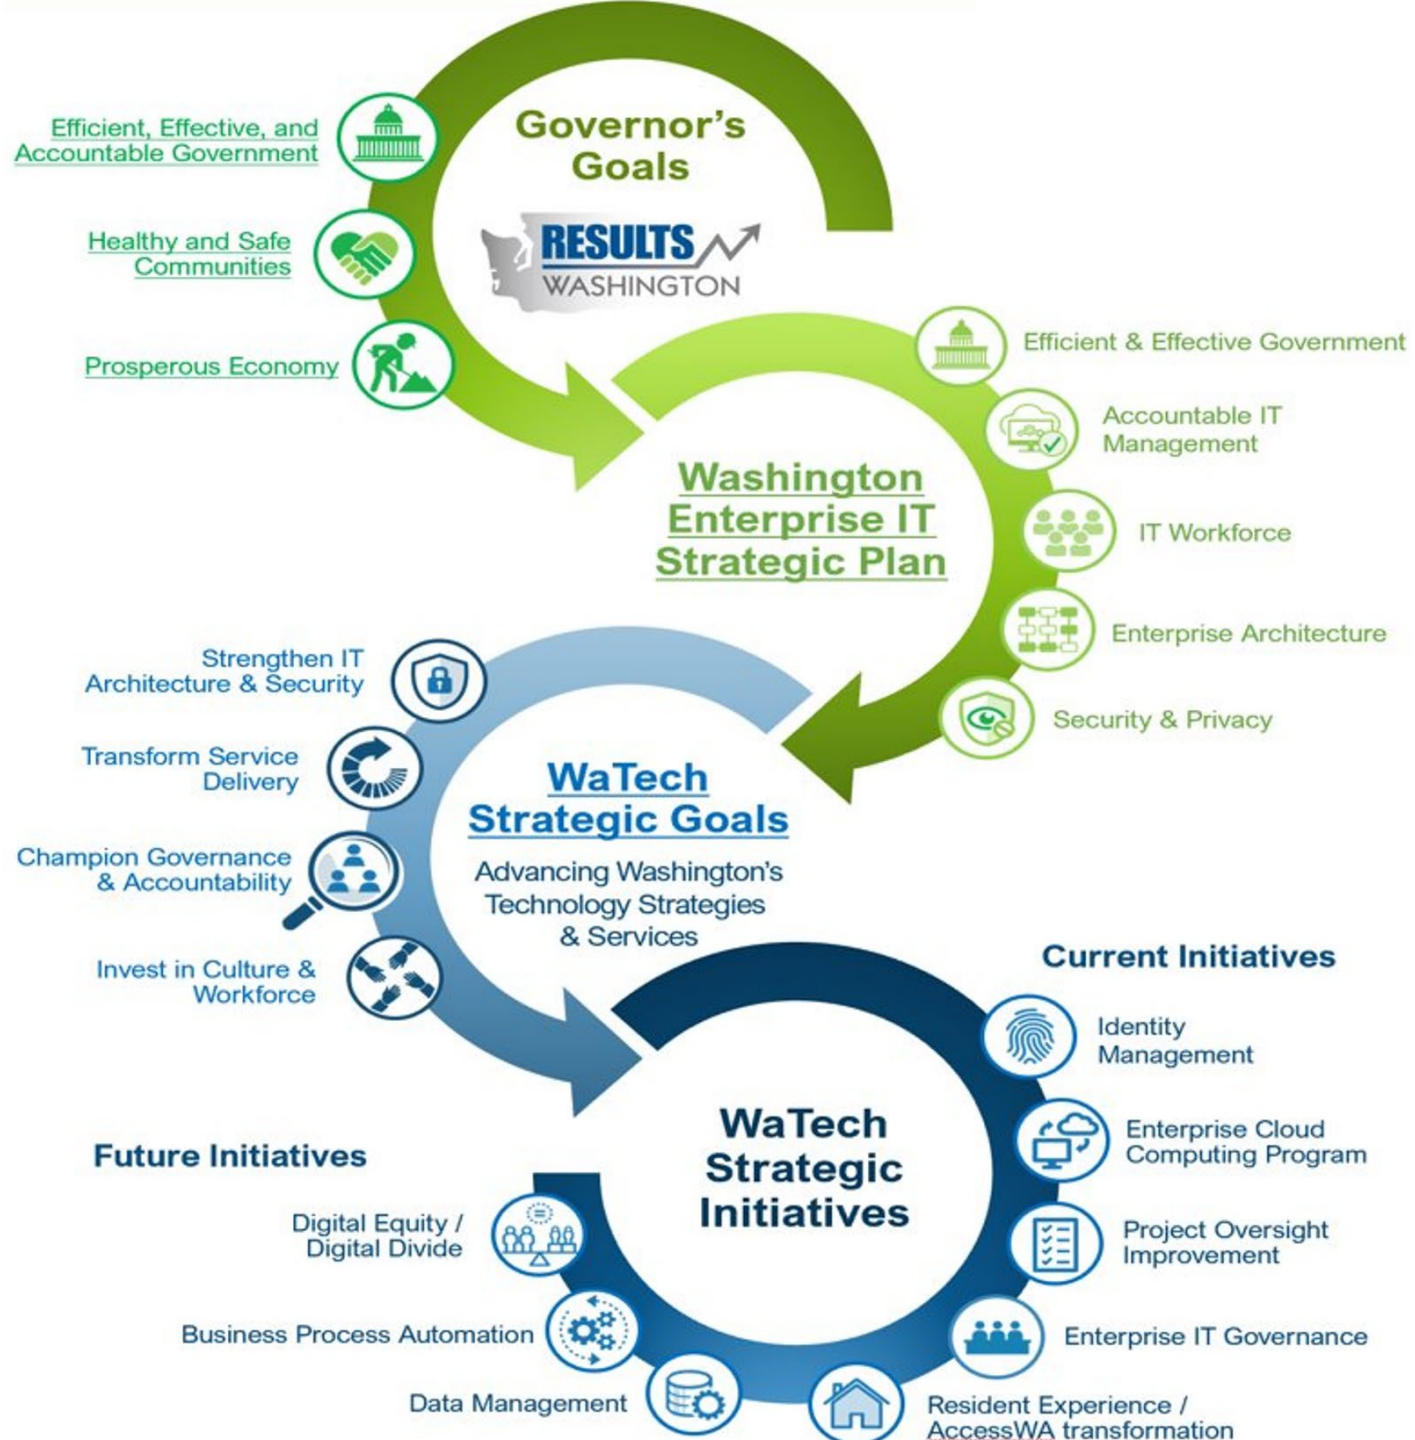 Governor's
Goals
RESULTS
WASHINGTON
Efficient, Effective, and
Accountable Government
Healthy and Safe
Communities
Prosperous Economy
Washington
Enterprise IT
Strategic Plan
Efficient & Effective Government
Accountable IT
Management
IT Workforce
Enterprise Architecture
Security & Privacy
WaTech
Strategic Goals
Advancing Washington's
Technology Strategies
& Services
Strengthen IT
Architecture & Security
Transform Service
Delivery
Champion Governance
& Accountability
Invest in Culture &
Workforce
WaTech
Strategic
Initiatives
Current Initiatives
Identity
Management
Enterprise Cloud
Computing Program
Project Oversight
Improvement
Enterprise IT Governance
Resident Experience /
AccessWA transformation
Future Initiatives
Digital Equity /
Digital Divide
Business Process Automation
Data Management